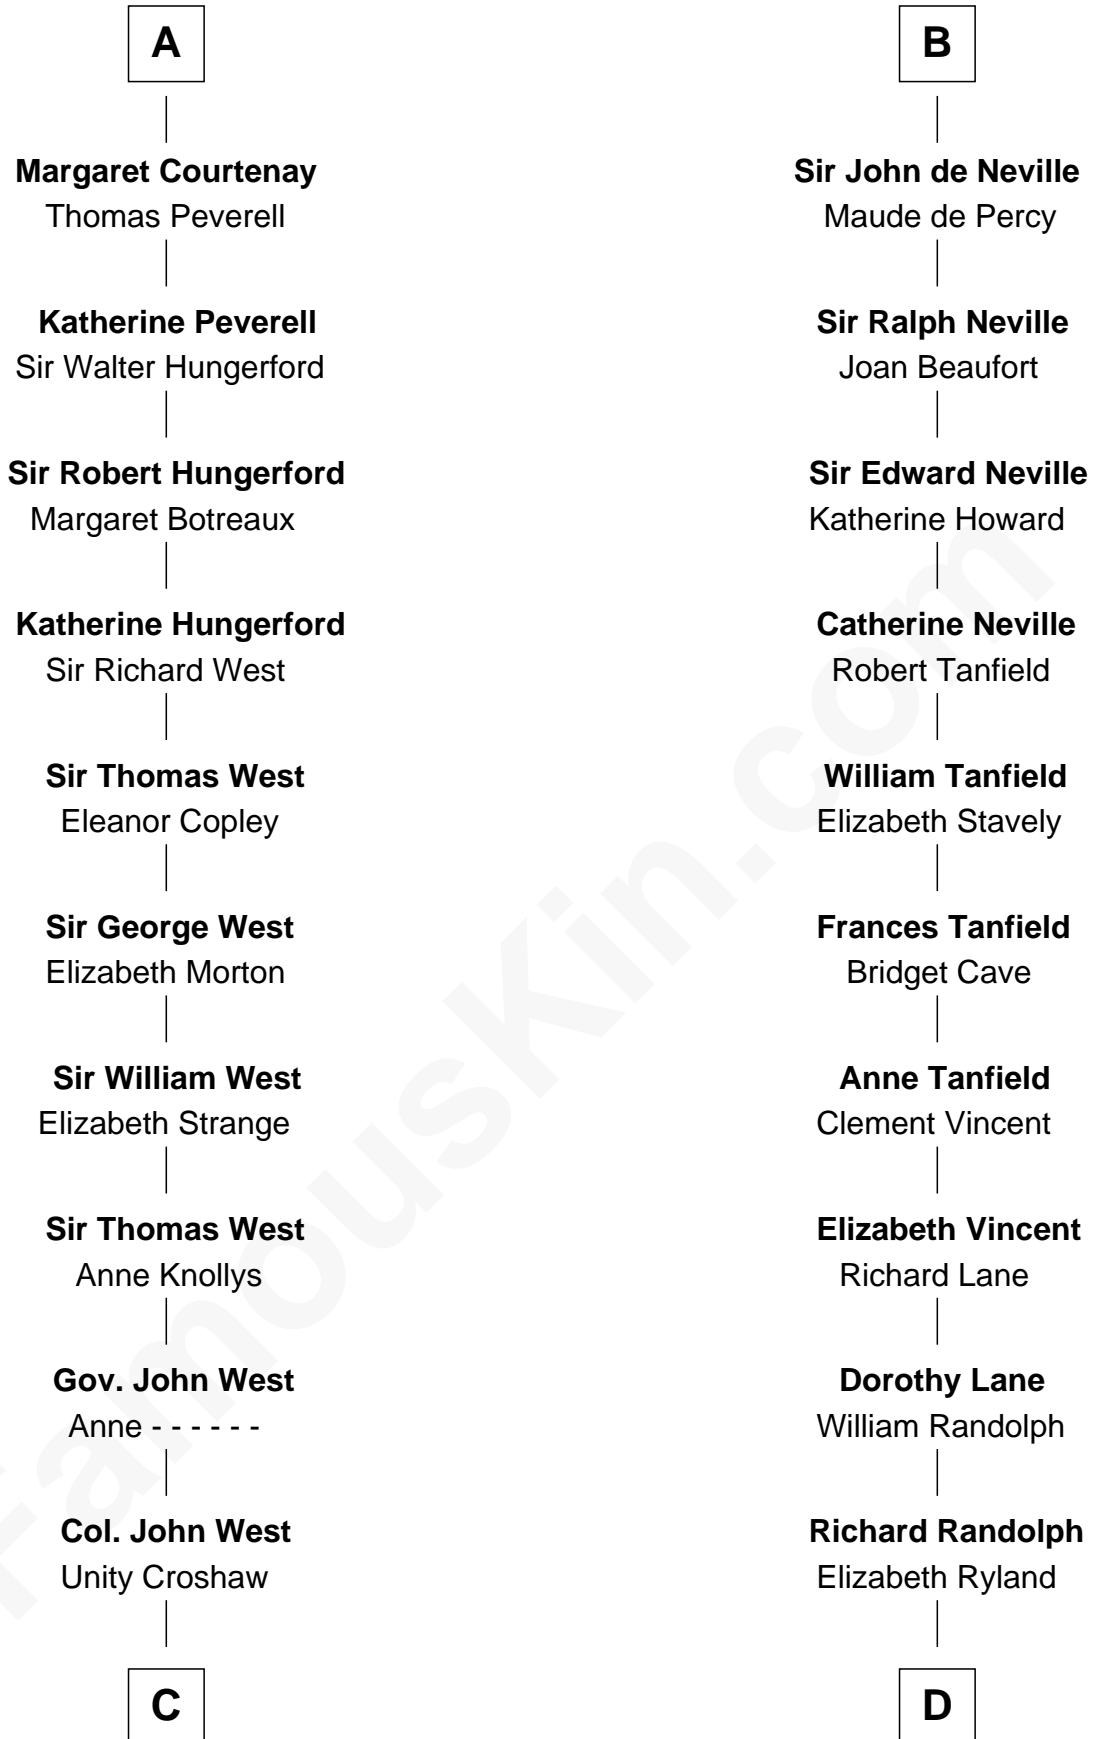 A
Margaret Courtenay
Thomas Peverell
Katherine Peverell
Sir Walter Hungerford
Sir Robert Hungerford
Margaret Botreaux
Katherine Hungerford
Sir Richard West
Sir Thomas West
Eleanor Copley
Sir George West
Elizabeth Morton
Sir William West
Elizabeth Strange
Sir Thomas West
Anne Knollys
Gov. John West
Anne - - - - - -
Col. John West
Unity Croshaw
C
B
Sir John de Neville
Maude de Percy
Sir Ralph Neville
Joan Beaufort
Sir Edward Neville
Katherine Howard
Catherine Neville
Robert Tanfield
William Tanfield
Elizabeth Stavely
Frances Tanfield
Bridget Cave
Anne Tanfield
Clement Vincent
Elizabeth Vincent
Richard Lane
Dorothy Lane
William Randolph
Richard Randolph
Elizabeth Ryland
D
FamousKin.com